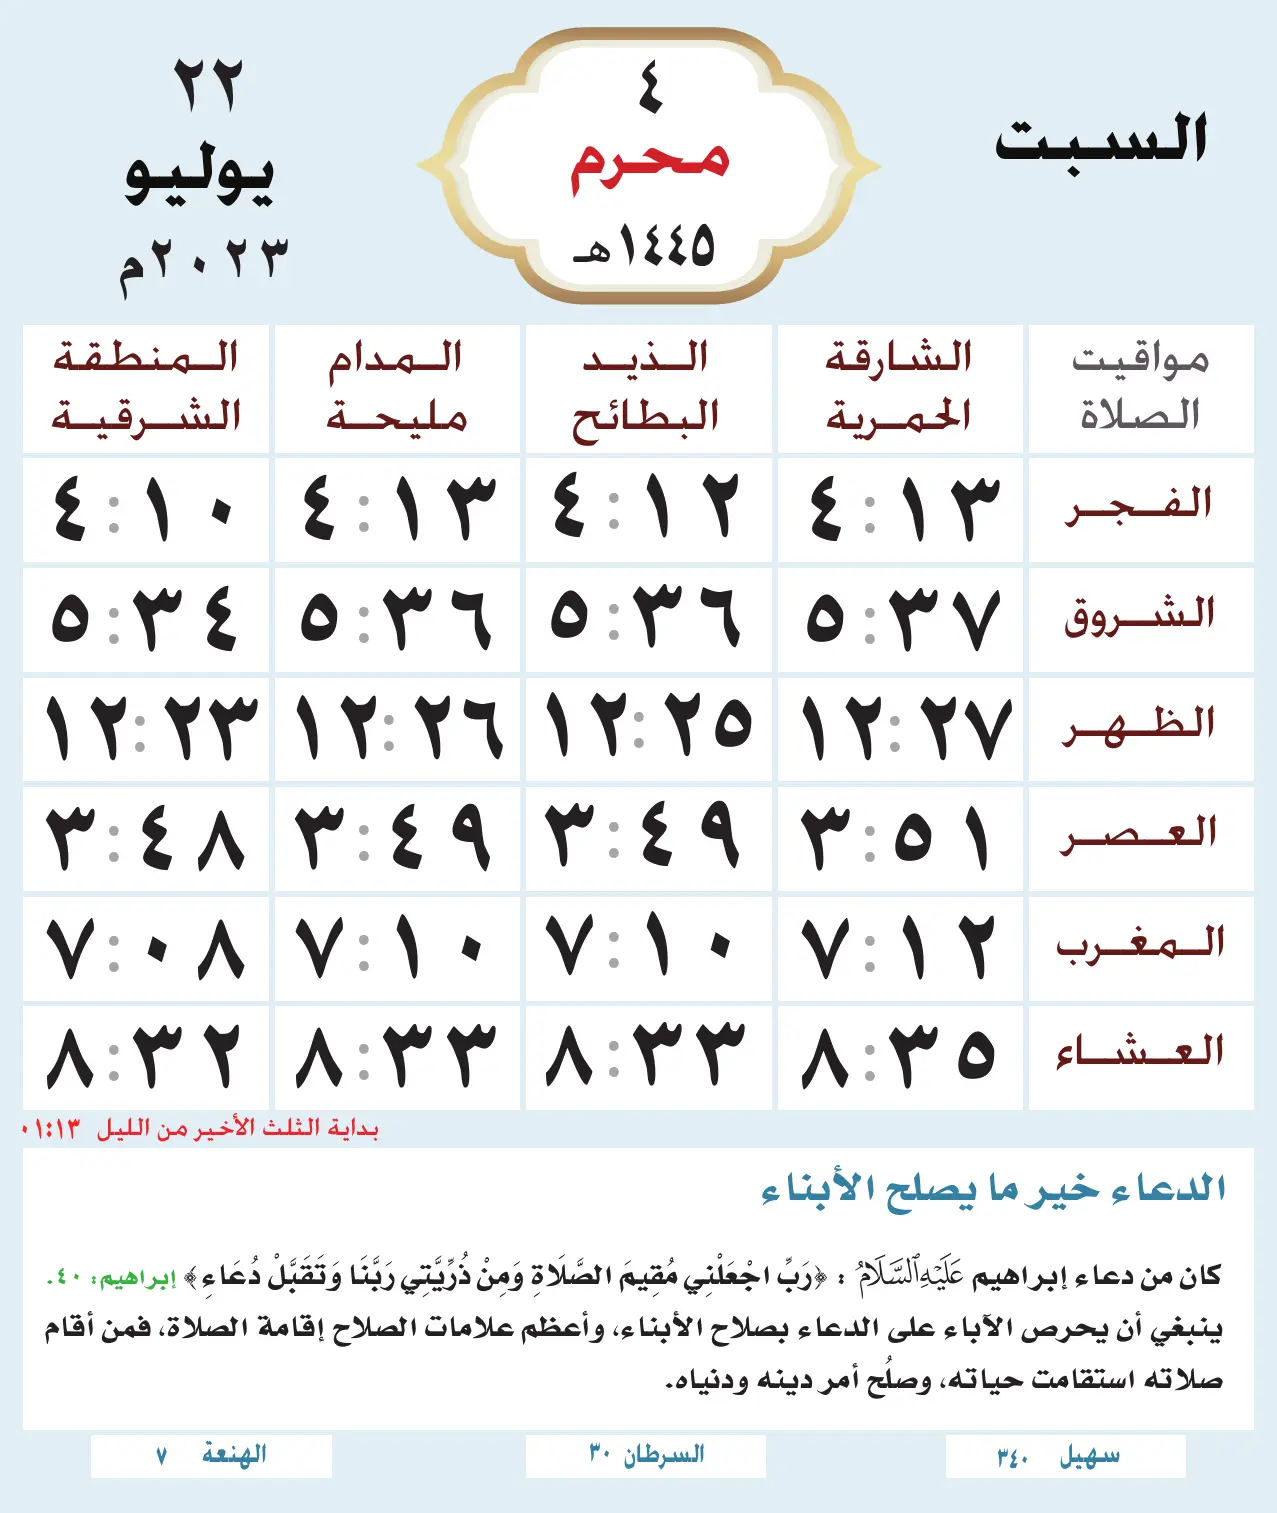 السبت
٤
محرم
١٤٤٥هـ
٢٢
يوليو
٢٠٢٣م
مواقيت الصلاة
الشارقة الحمرية
الذيد البطائح
المدام مليحة
المنطقة الشرقية
الفجر ٤:١٣ ٤:١٢ ٤:١٣ ٤:١٠
الشروق ٥:٣٧ ٥:٣٦ ٥:٣٦ ٥:٣٤
الظهر ١٢:٢٧ ١٢:٢٥ ١٢:٢٦ ١٢:٢٣
العصر ٣:٥١ ٣:٤٩ ٣:٤٩ ٣:٤٨
المغرب ٧:١٢ ٧:١٠ ٧:١٠ ٧:٠٨
العشاء ٨:٣٥ ٨:٣٣ ٨:٣٣ ٨:٣٢
بداية الثلث الأخير من الليل ٠١:١٣
الدعاء خير ما يصلح الأبناء
كان من دعاء إبراهيم عَلَيْهِ السَّلَامُ : ﴿رَبِّ اجْعَلْنِي مُقِيمَ الصَّلَاةِ وَمِنْ ذُرِّيَّتِي رَبَّنَا وَتَقَبَّلْ دُعَاءِ﴾ إبراهيم: ٤٠.
ينبغي أن يحرص الآباء على الدعاء بصلاح الأبناء، وأعظم علامات الصلاح إقامة الصلاة، فمن أقام
صلاته استقامت حياته، وصلُح أمر دينه ودنياه.
سهيل ٣٤٠
السرطان ٣٠
الهنعة ٧